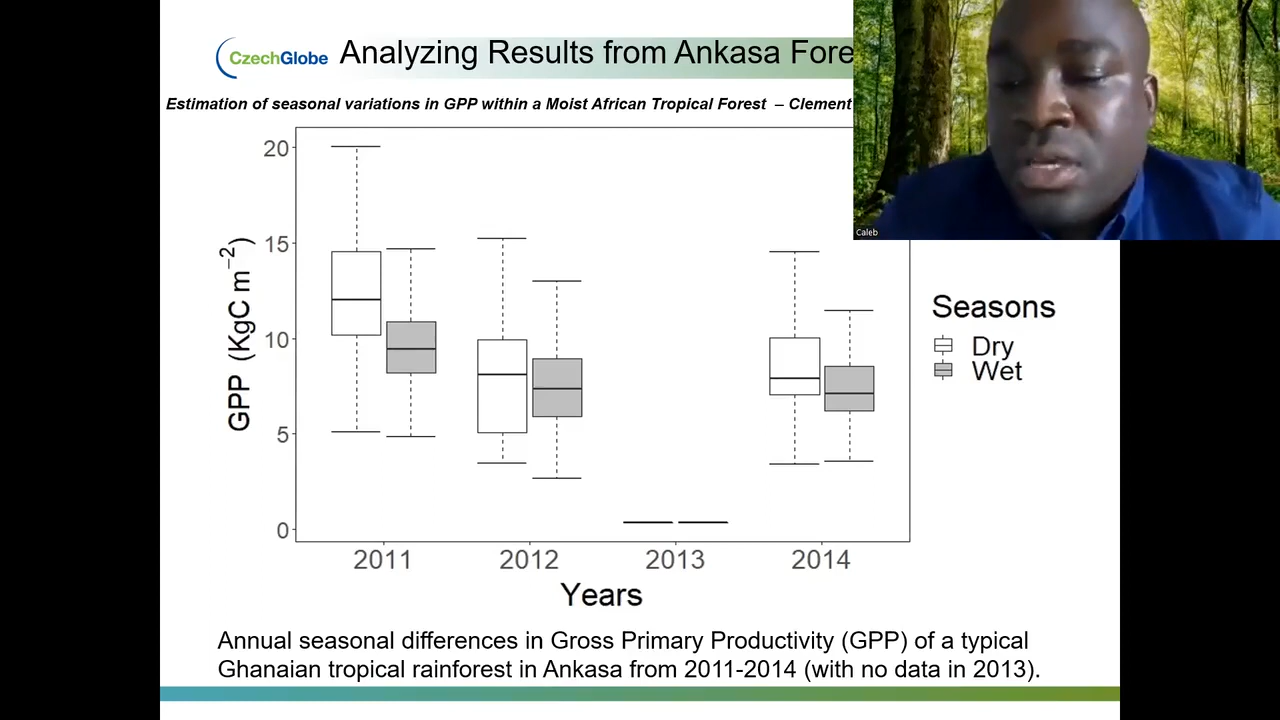 CzechGlobe
Analyzing Results from Ankasa Fore
Estimation of seasonal variations in GPP within a Moist African Tropical Forest – Clement
Caleb
20
15
10
5
0
GPP (KgC m⁻²)
2011
2012
2013
2014
Years
Seasons
Dry
Wet
Annual seasonal differences in Gross Primary Productivity (GPP) of a typical
Ghanaian tropical rainforest in Ankasa from 2011-2014 (with no data in 2013).